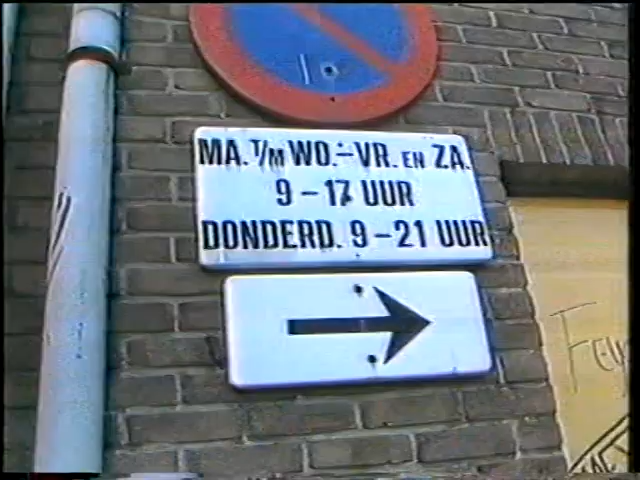 MA. T/M WO.-VR. EN ZA.
9-17 UUR
DONDERD. 9-21 UUR